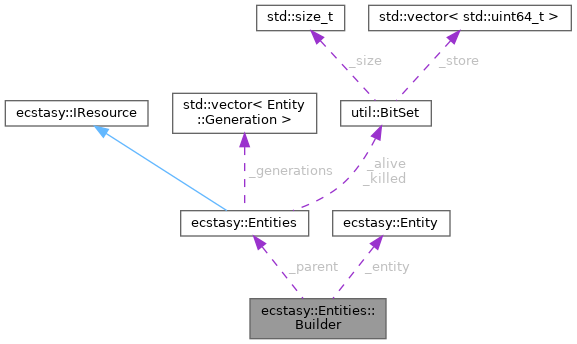 std::size_t
std::vector< std::uint64_t >
_size
_store
ecstasy::IResource
std::vector< Entity
::Generation >
util::BitSet
_generations
_alive
_killed
ecstasy::Entities
ecstasy::Entity
_parent
_entity
ecstasy::Entities::
Builder